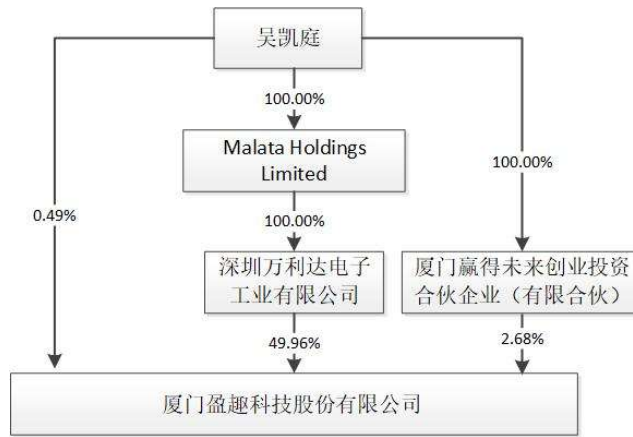 吴凯庭
100.00%
Malata Holdings
Limited
100.00%
0.49%
100.00%
深圳万利达电子
工业有限公司
厦门赢得未来创业投资
合伙企业（有限合伙）
49.96%
2.68%
厦门盈趣科技股份有限公司